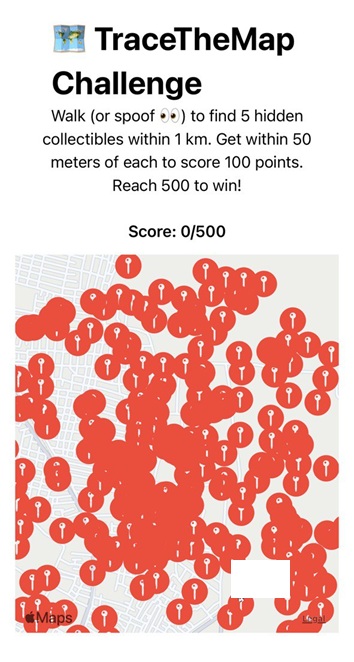 🗺️ TraceTheMap
Challenge
Walk (or spoof 👀) to find 5 hidden
collectibles within 1 km. Get within 50
meters of each to score 100 points.
Reach 500 to win!
Score: 0/500
Maps
Legal